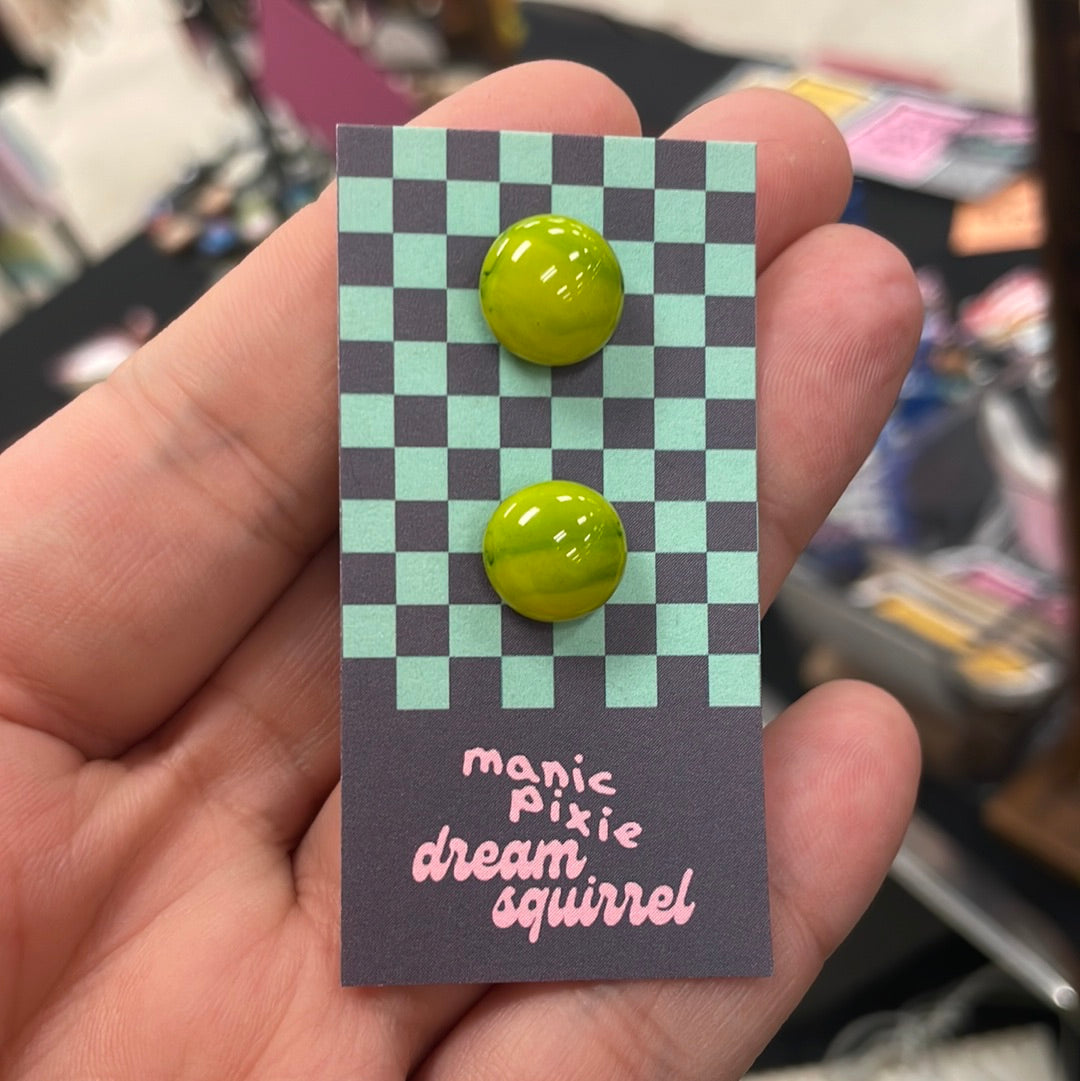 manic
pixie
dream
squirrel